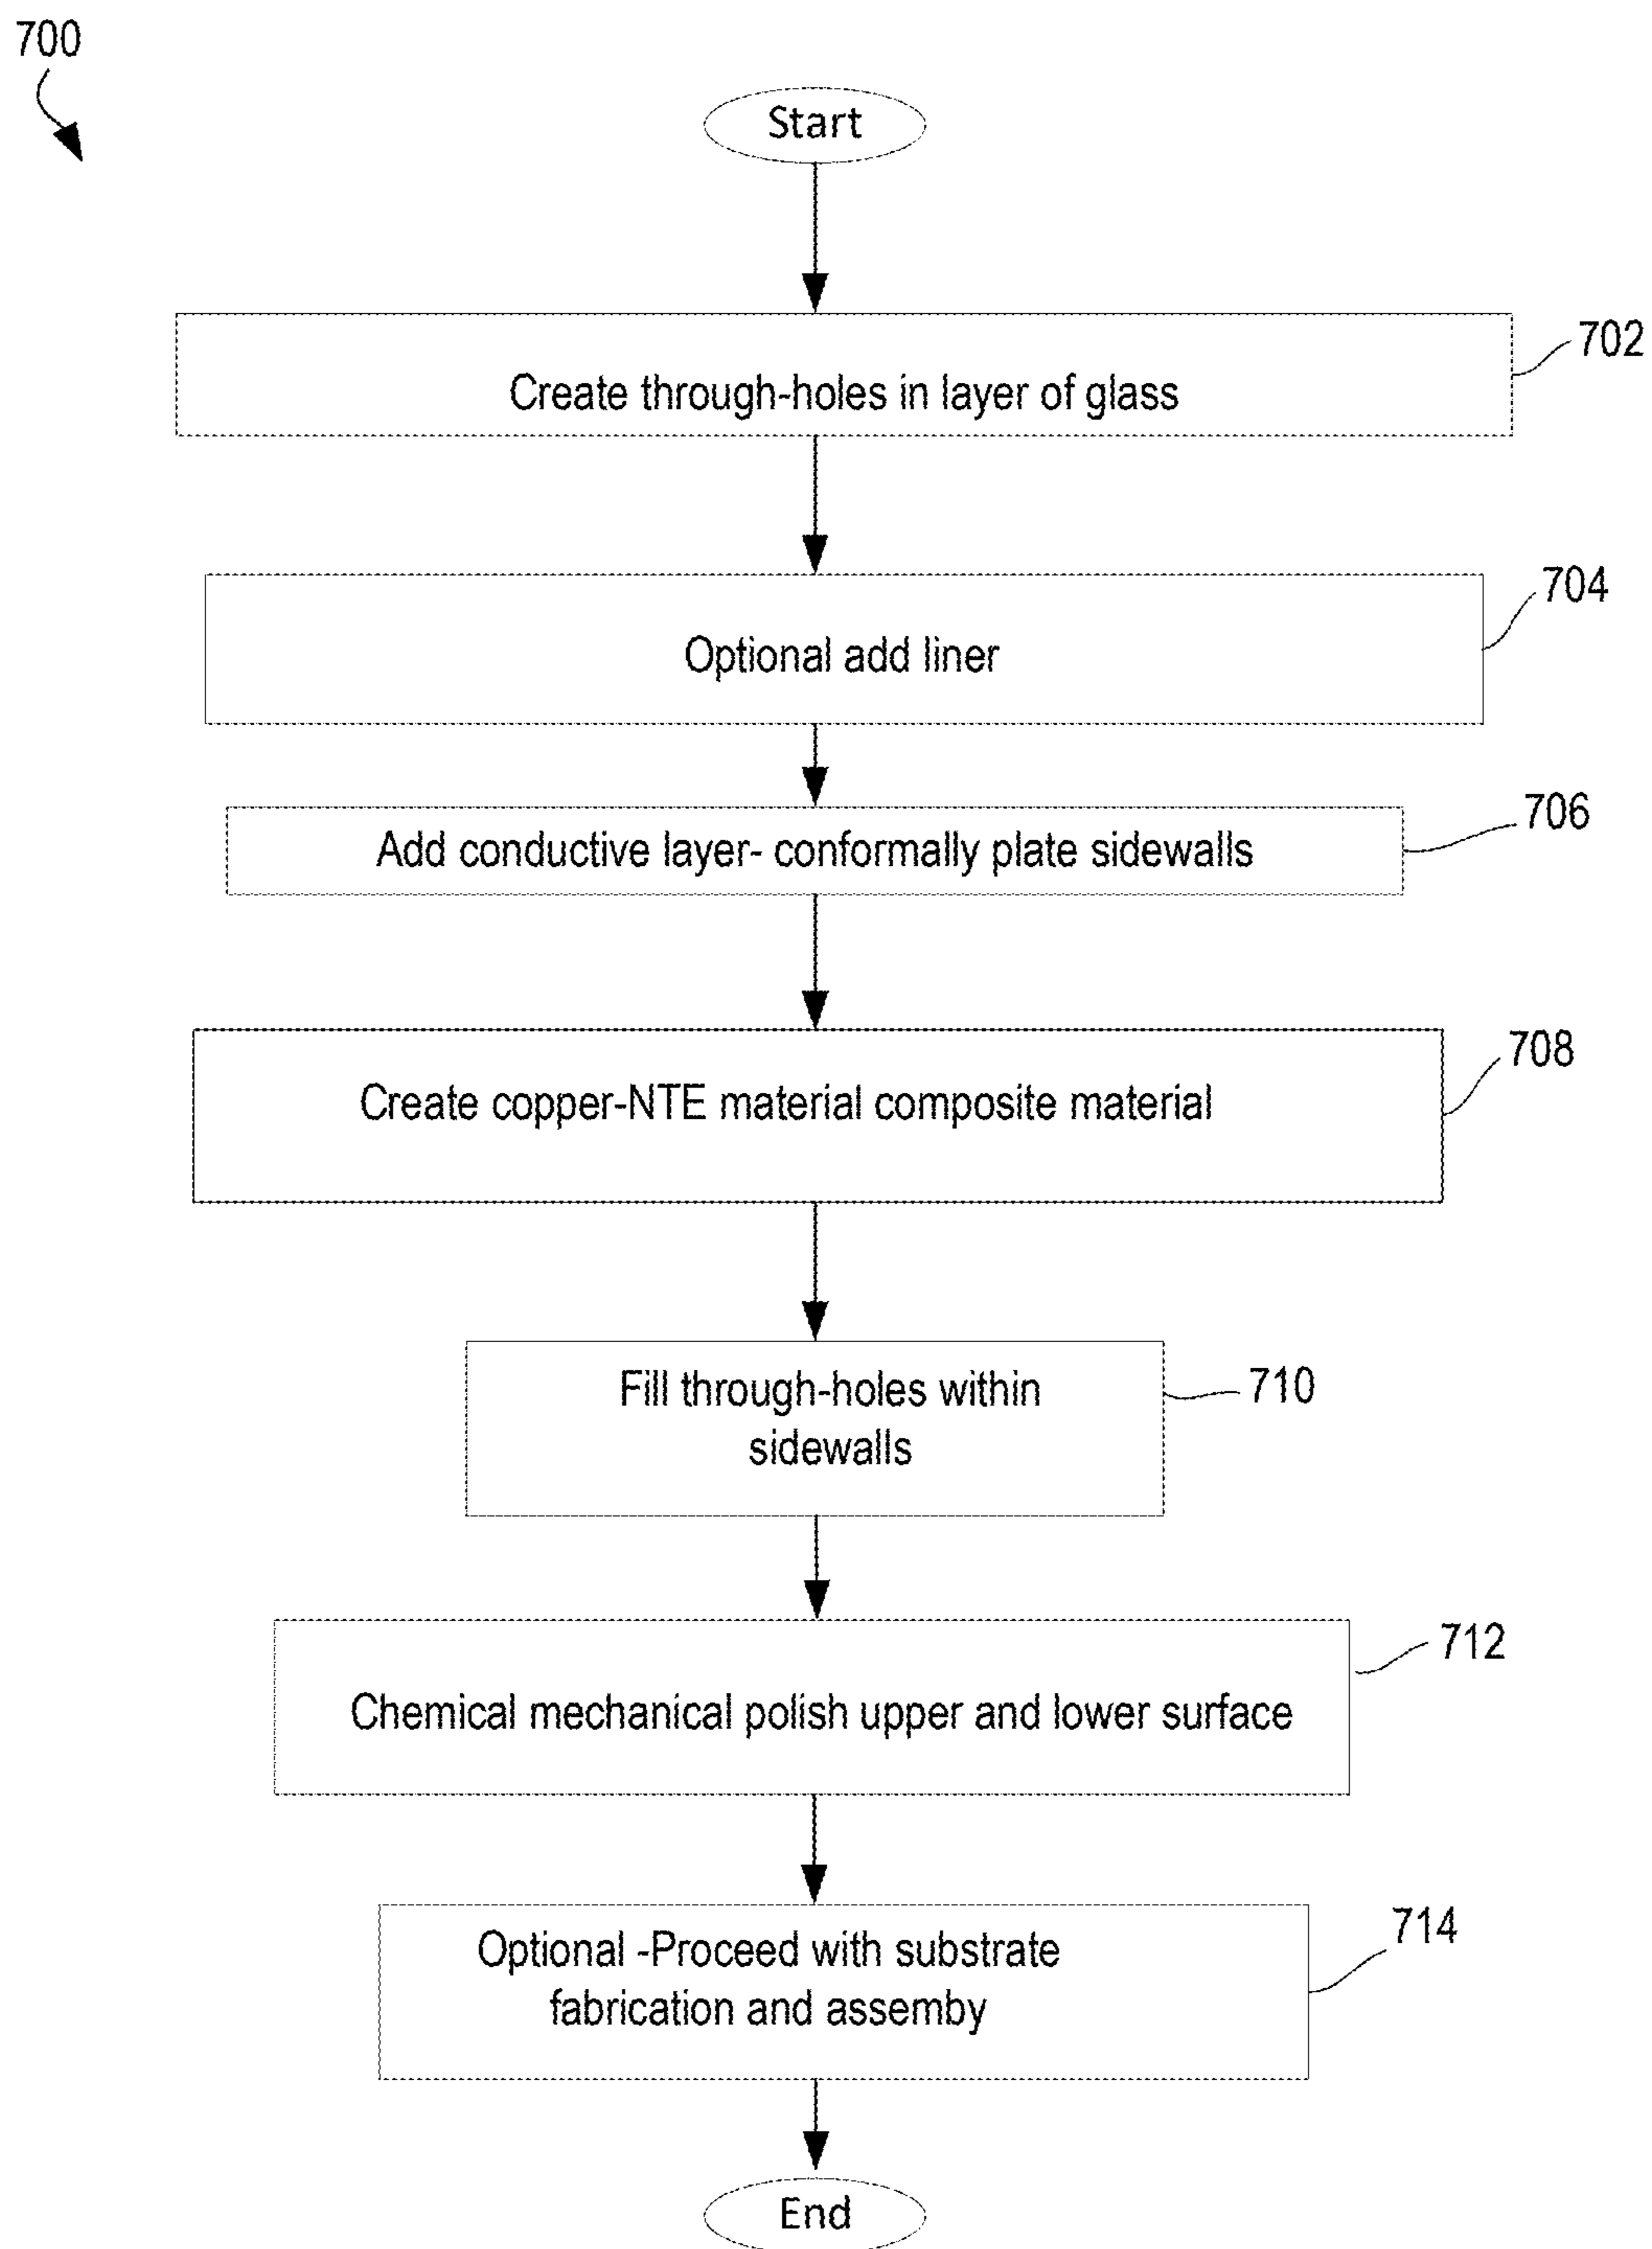 700
Start
Create through-holes in layer of glass
702
Optional add liner
704
Add conductive layer- conformally plate sidewalls
706
Create copper-NTE material composite material
708
Fill through-holes within
sidewalls
710
Chemical mechanical polish upper and lower surface
712
Optional -Proceed with substrate
fabrication and assemby
714
End